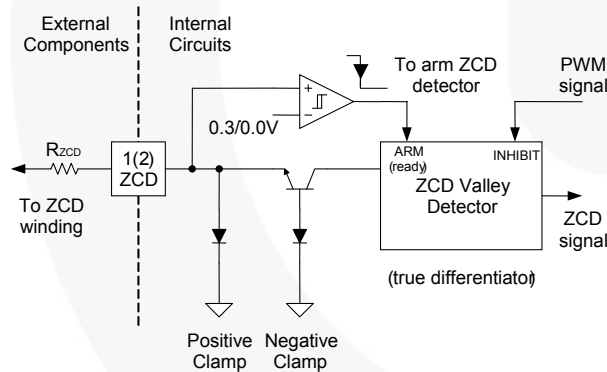 External
Components
Internal
Circuits
To arm ZCD
detector
PWM
signal
+
−
0.3/0.0V
RZCD
1(2)
ZCD
ARM
(ready)
INHIBIT
ZCD Valley
Detector
To ZCD
winding
ZCD
signal
(true differentiator)
Positive
Clamp
Negative
Clamp